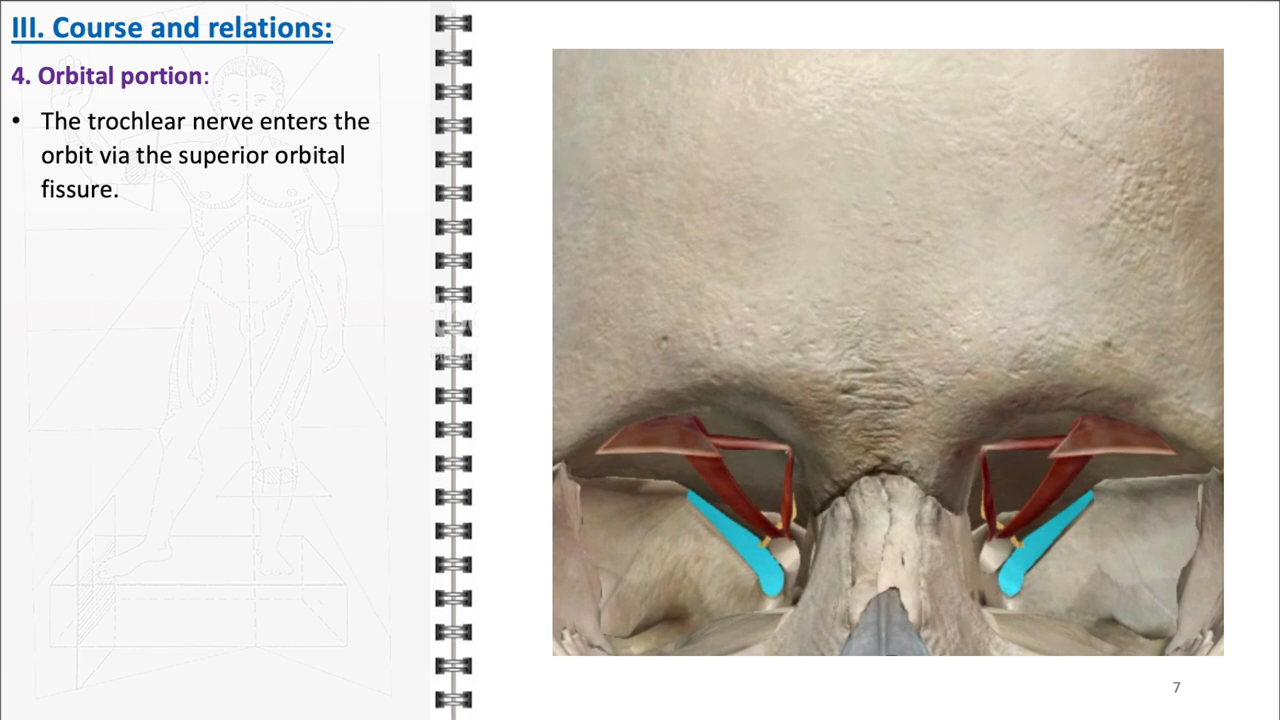 III. Course and relations:
4. Orbital portion:
• The trochlear nerve enters the
orbit via the superior orbital
fissure.
7